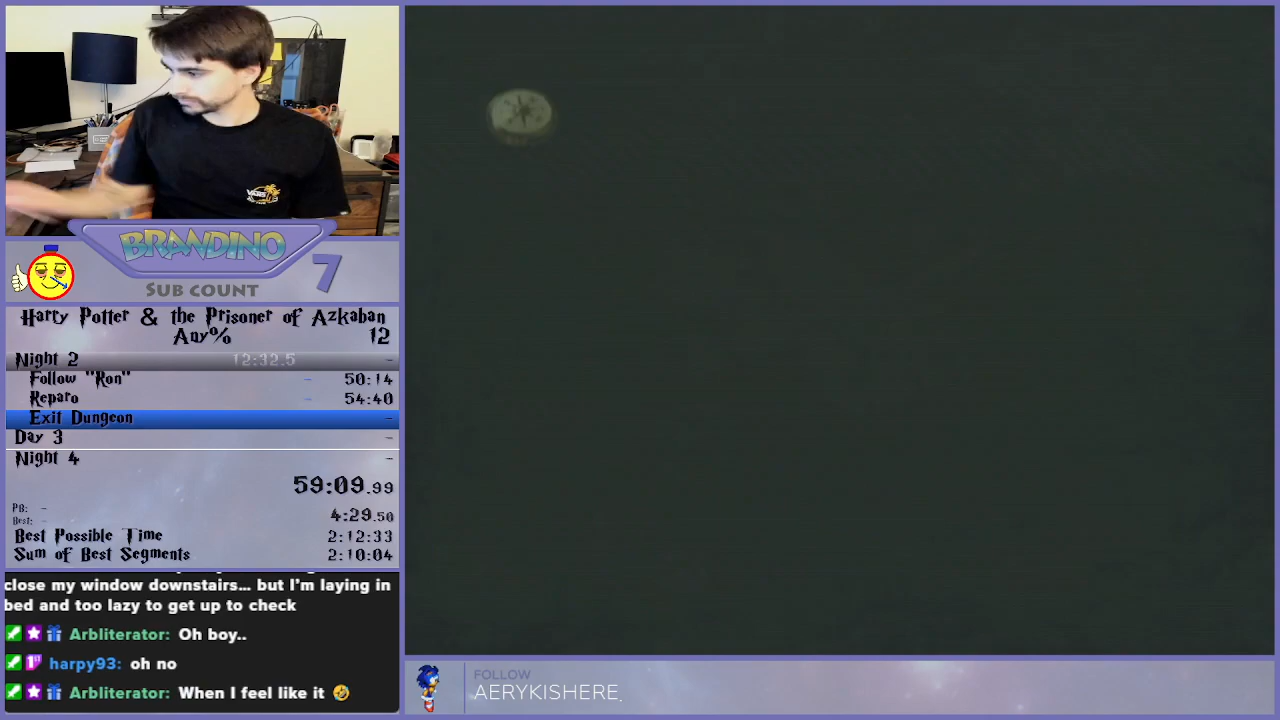 VANS
BRANDINO
SUB COUNT
7
Harry Potter & the Prisoner of Azkaban
Any%
12
Night 2 12:32.5 -
Follow "Ron" - 50:14
Reparo - 54:40
Exit Dungeon -
Day 3 -
Night 4 -
59:09.99
PB: -
Best: -
4:29.50
Best Possible Time 2:12:33
Sum of Best Segments 2:10:04
close my window downstairs... but I'm laying in
bed and too lazy to get up to check
Arbliterator: Oh boy..
harpy93: oh no
Arbliterator: When I feel like it 🤣
FOLLOW
AERYKISHERE